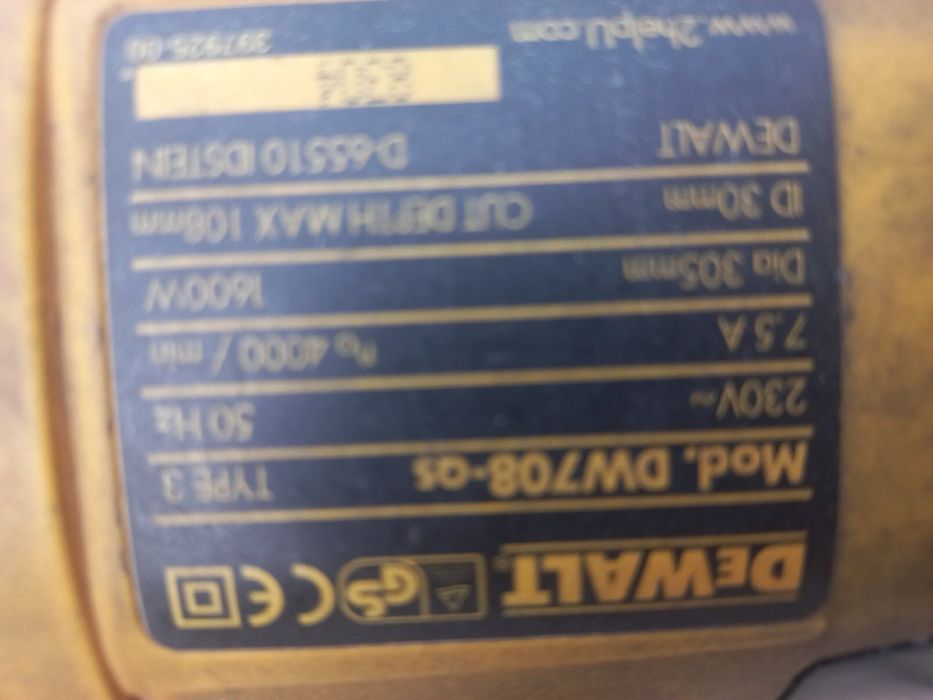 DEWALT GS CE
Mod. DW708-QS TYPE 3
230V~ 50 Hz
7,5 A n₀ 4000 / min
Dia 305mm 1600W
ID 30mm CUT DEPTH MAX 108mm
DEWALT D-65510 IDSTEIN
www.2helpU.com 397925-00